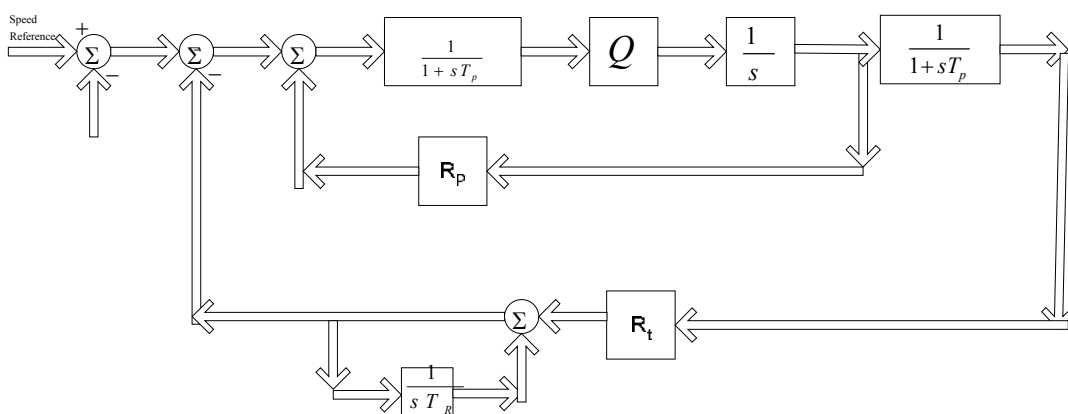 Speed
Reference
+
Σ
−
Σ
−
Σ
1
1 + sT_p
Q
1
s
1
1 + sT_p
R_P
Σ
R_t
1
s T_R